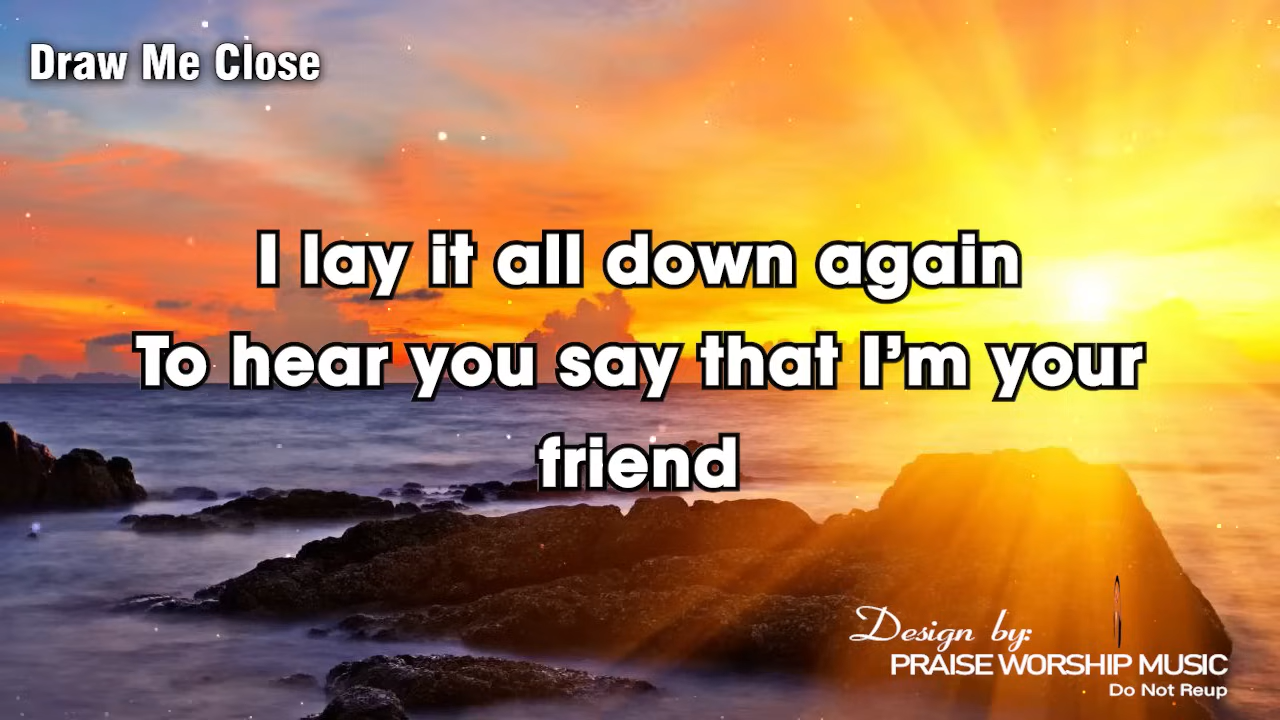 Draw Me Close
I lay it all down again
To hear you say that I’m your
friend
Design by:
PRAISE WORSHIP MUSIC
Do Not Reup